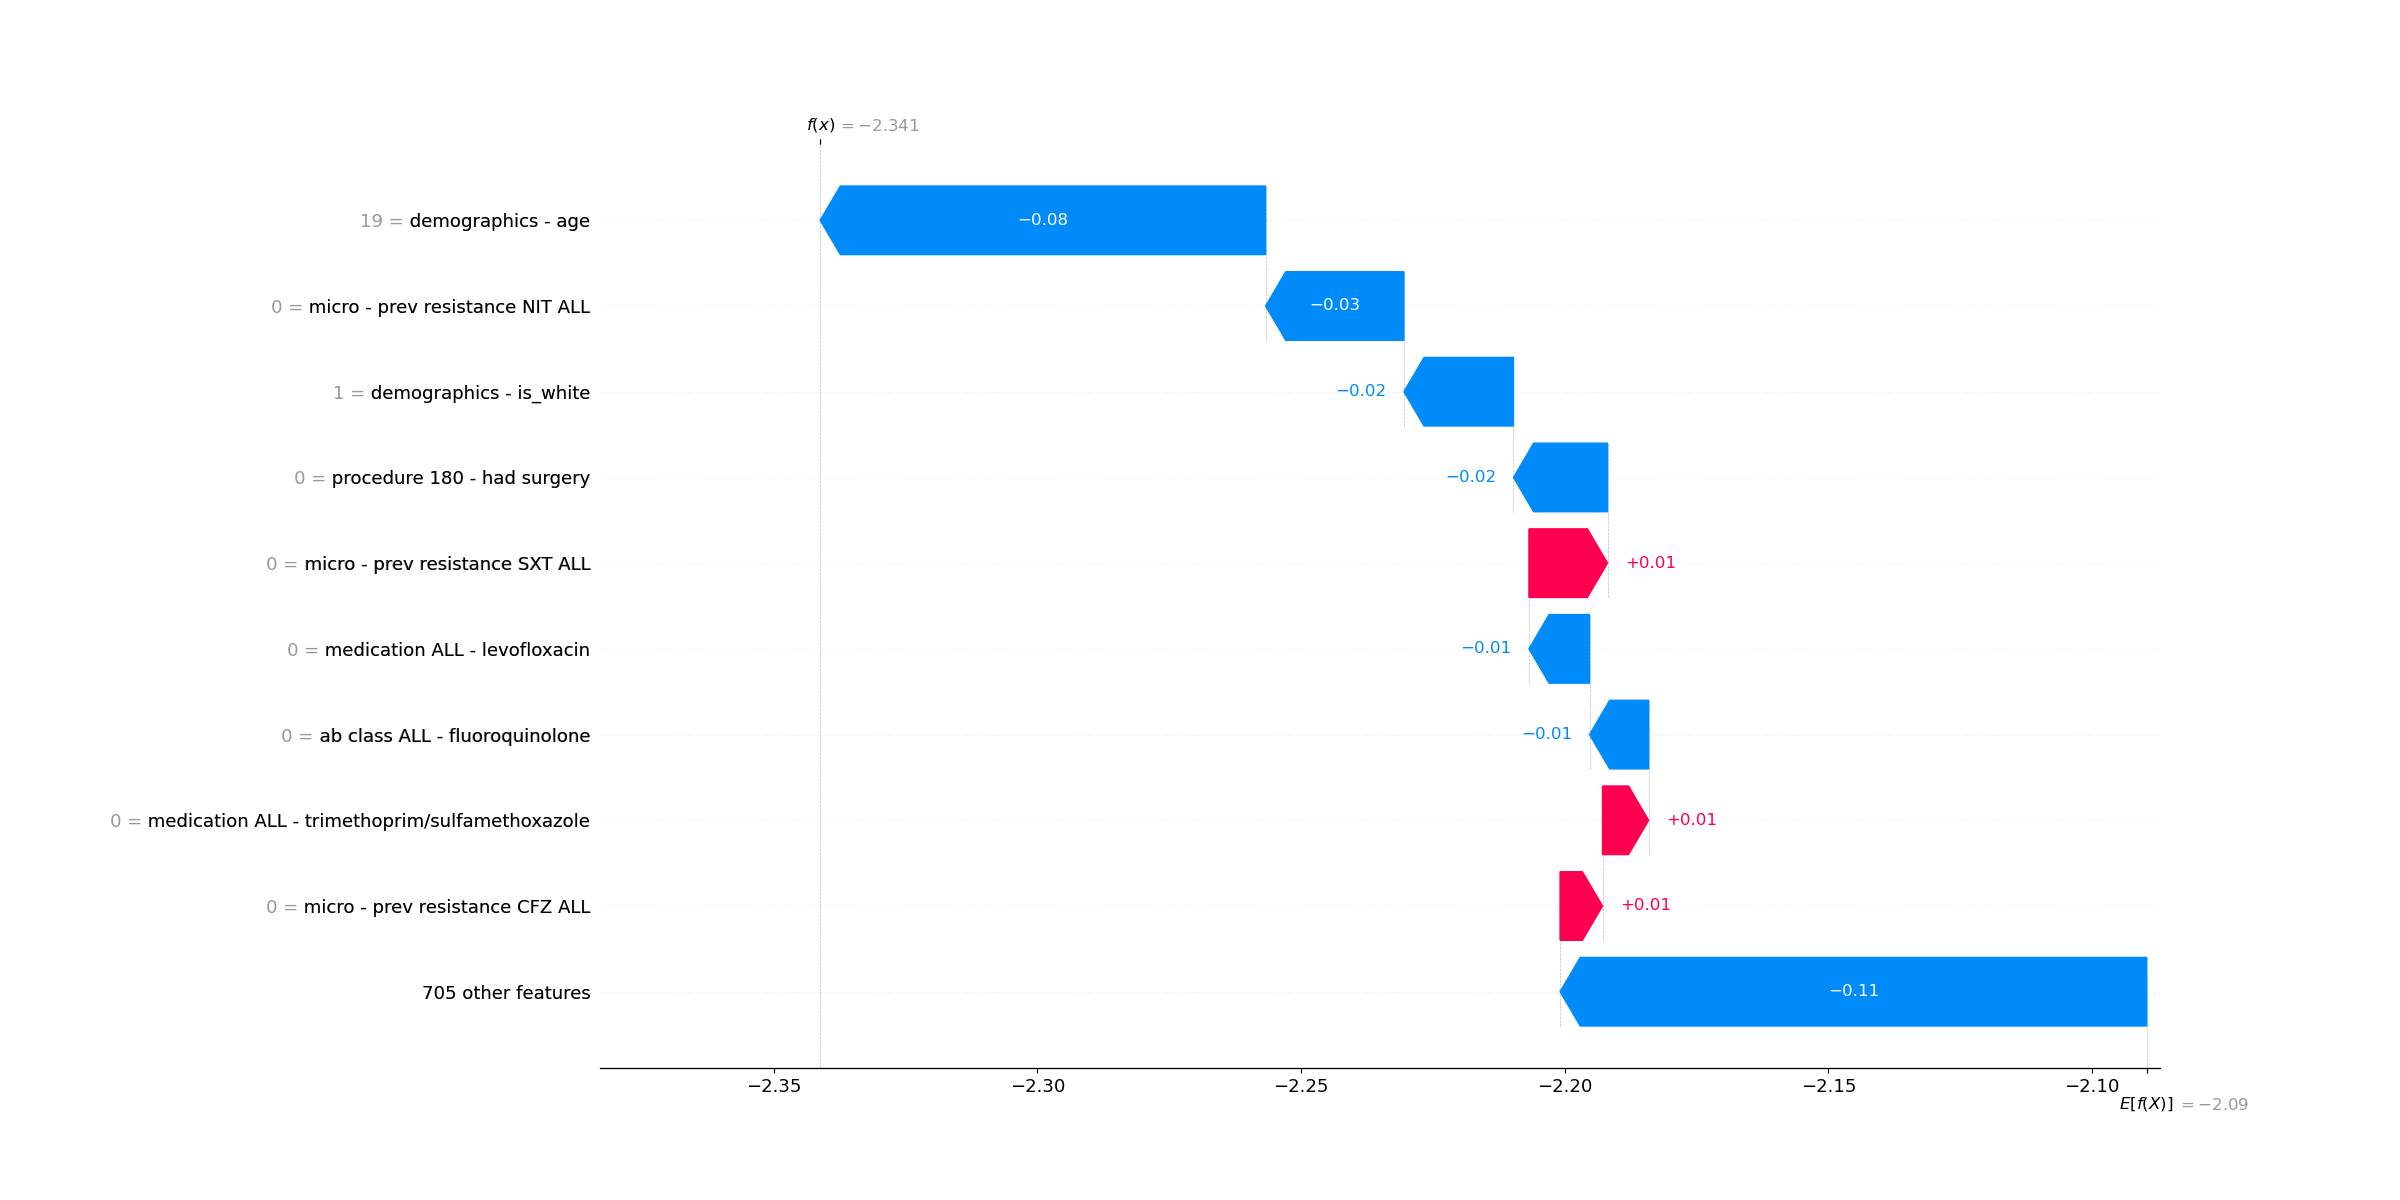 f(x) = −2.341
19 = demographics - age
−0.08
0 = micro - prev resistance NIT ALL
−0.03
1 = demographics - is_white
−0.02
0 = procedure 180 - had surgery
−0.02
0 = micro - prev resistance SXT ALL
+0.01
0 = medication ALL - levofloxacin
−0.01
0 = ab class ALL - fluoroquinolone
−0.01
0 = medication ALL - trimethoprim/sulfamethoxazole
+0.01
0 = micro - prev resistance CFZ ALL
+0.01
705 other features
−0.11
−2.35 −2.30 −2.25 −2.20 −2.15 −2.10
E[f(X)] = −2.09